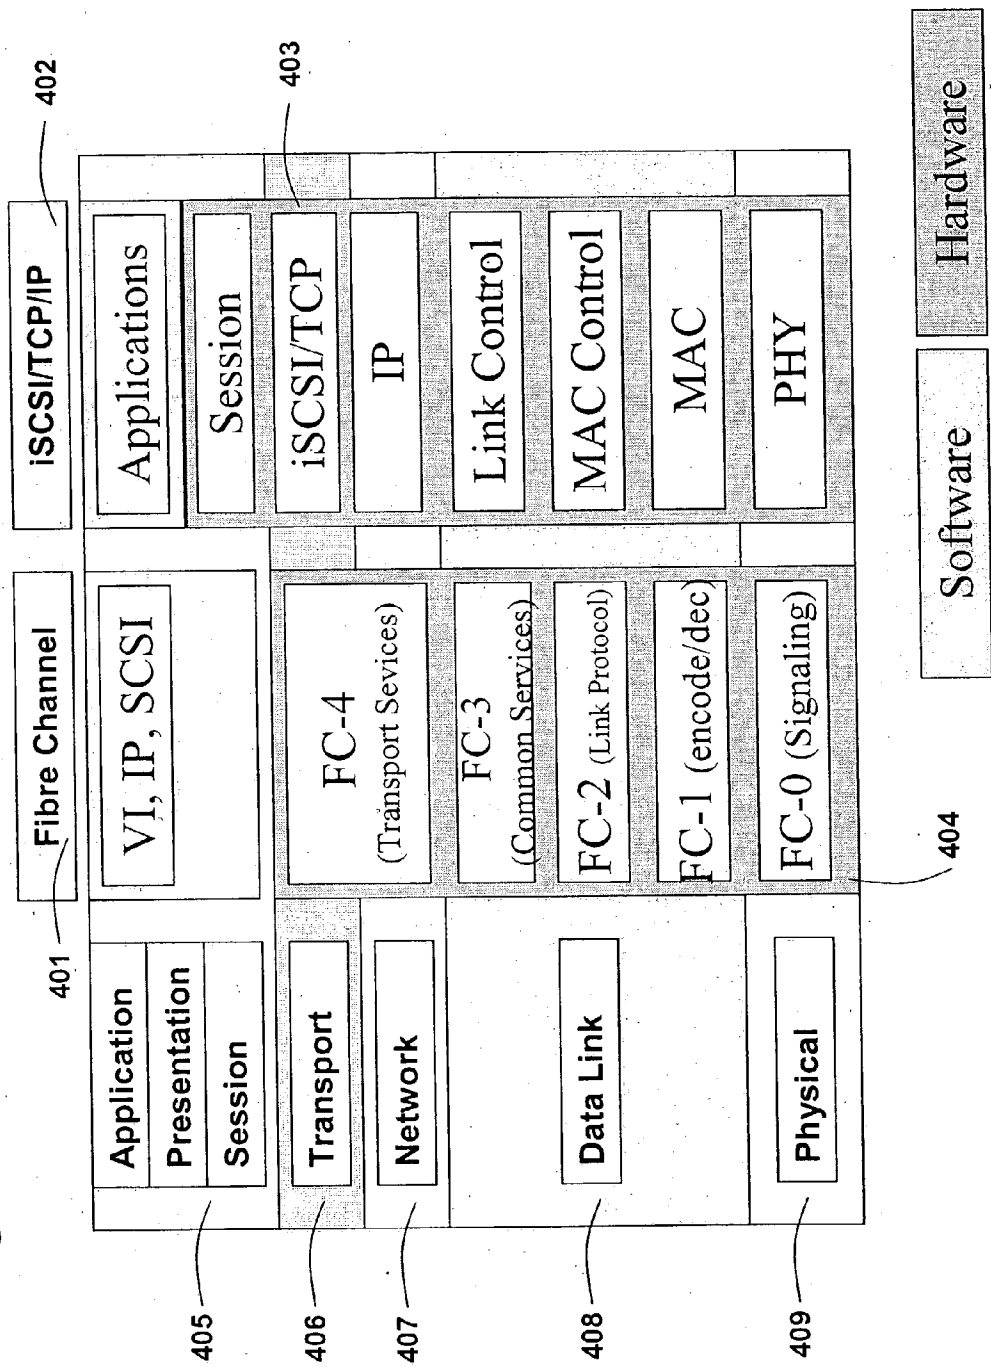 401
Fibre Channel
iSCSI/TCP/IP
402
405
Application
Presentation
Session
VI, IP, SCSI
Applications
Session
406
Transport
FC-4
(Transport Sevices)
iSCSI/TCP
403
407
Network
IP
408
Data Link
FC-3
(Common Services)
Link Control
FC-2 (Link Protocol)
MAC Control
FC-1 (encode/dec)
MAC
409
Physical
FC-0 (Signaling)
PHY
404
Software
Hardware